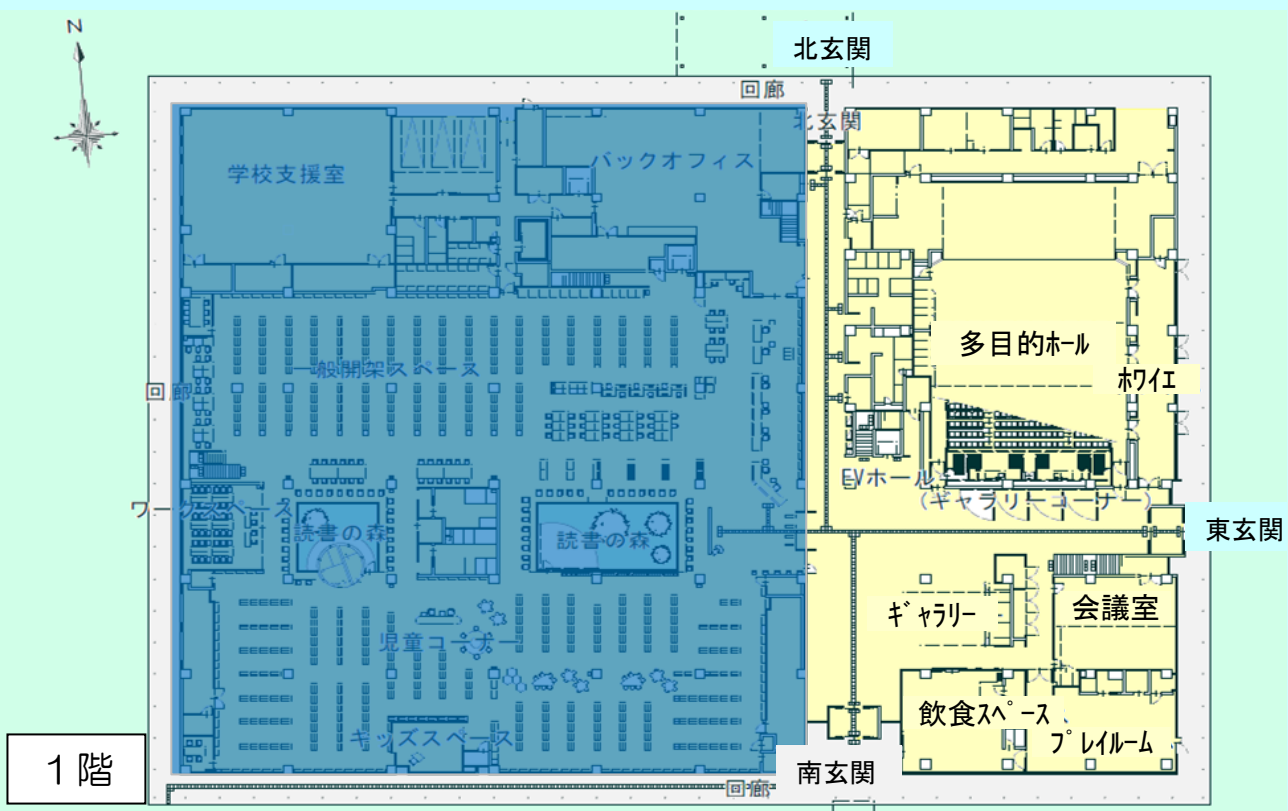 N
北玄関
回廊
北玄関
学校支援室
バックオフィス
多目的ホール
ホワイエ
一般開架スペース
回廊
EVホール
(ギャラリーコーナー)
ワークスペース
読書の森
読書の森
東玄関
ギャラリー
会議室
児童コーナー
飲食スペース
プレイルーム
キッズスペース
1階
南玄関
回廊